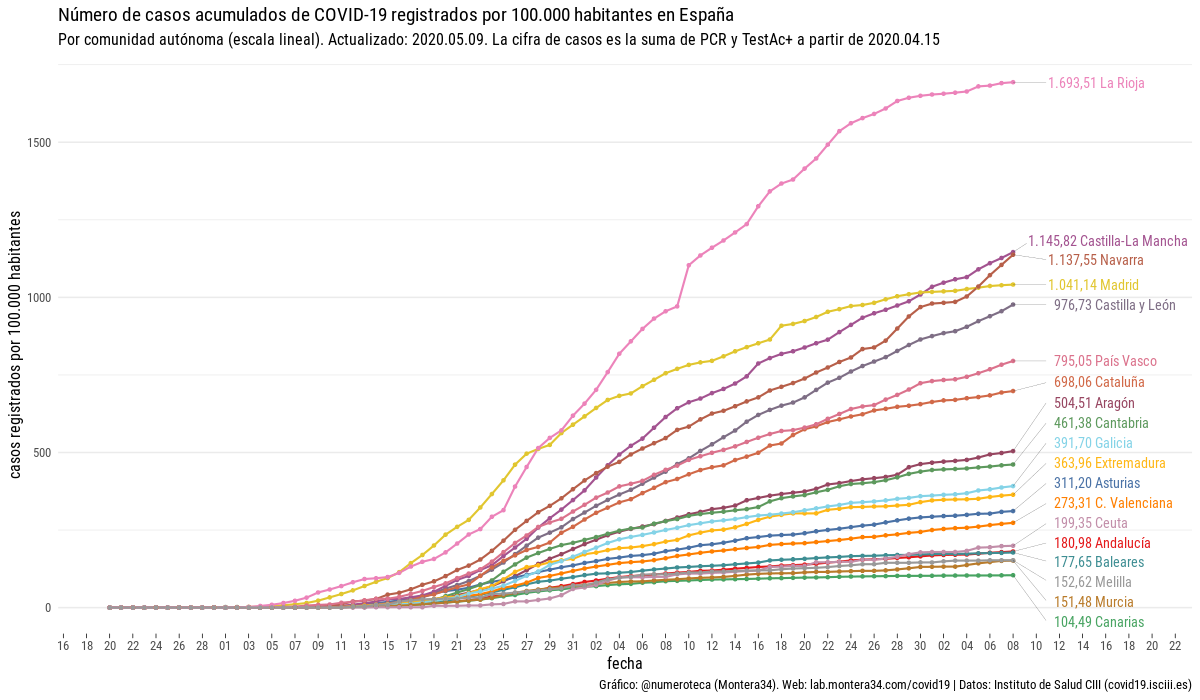 Número de casos acumulados de COVID-19 registrados por 100.000 habitantes en España
Por comunidad autónoma (escala lineal). Actualizado: 2020.05.09. La cifra de casos es la suma de PCR y TestAc+ a partir de 2020.04.15
casos registrados por 100.000 habitantes
1500
1000
500
0
1.693,51 La Rioja
1.145,82 Castilla-La Mancha
1.137,55 Navarra
1.041,14 Madrid
976,73 Castilla y León
795,05 País Vasco
698,06 Cataluña
504,51 Aragón
461,38 Cantabria
391,70 Galicia
363,96 Extremadura
311,20 Asturias
273,31 C. Valenciana
199,35 Ceuta
180,98 Andalucía
177,65 Baleares
152,62 Melilla
151,48 Murcia
104,49 Canarias
16 18 20 22 24 26 28 01 03 05 07 09 11 13 15 17 19 21 23 25 27 29 31 02 04 06 08 10 12 14 16 18 20 22 24 26 28 30 02 04 06 08 10 12 14 16 18 20 22
fecha
Gráfico: @numeroteca (Montera34). Web: lab.montera34.com/covid19 | Datos: Instituto de Salud CIII (covid19.isciii.es)